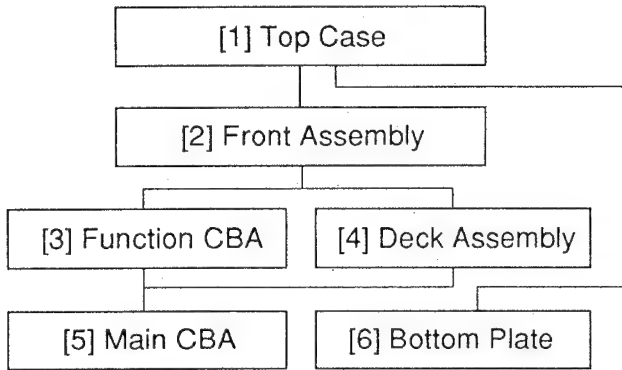 [1] Top Case
[2] Front Assembly
[3] Function CBA
[4] Deck Assembly
[5] Main CBA
[6] Bottom Plate